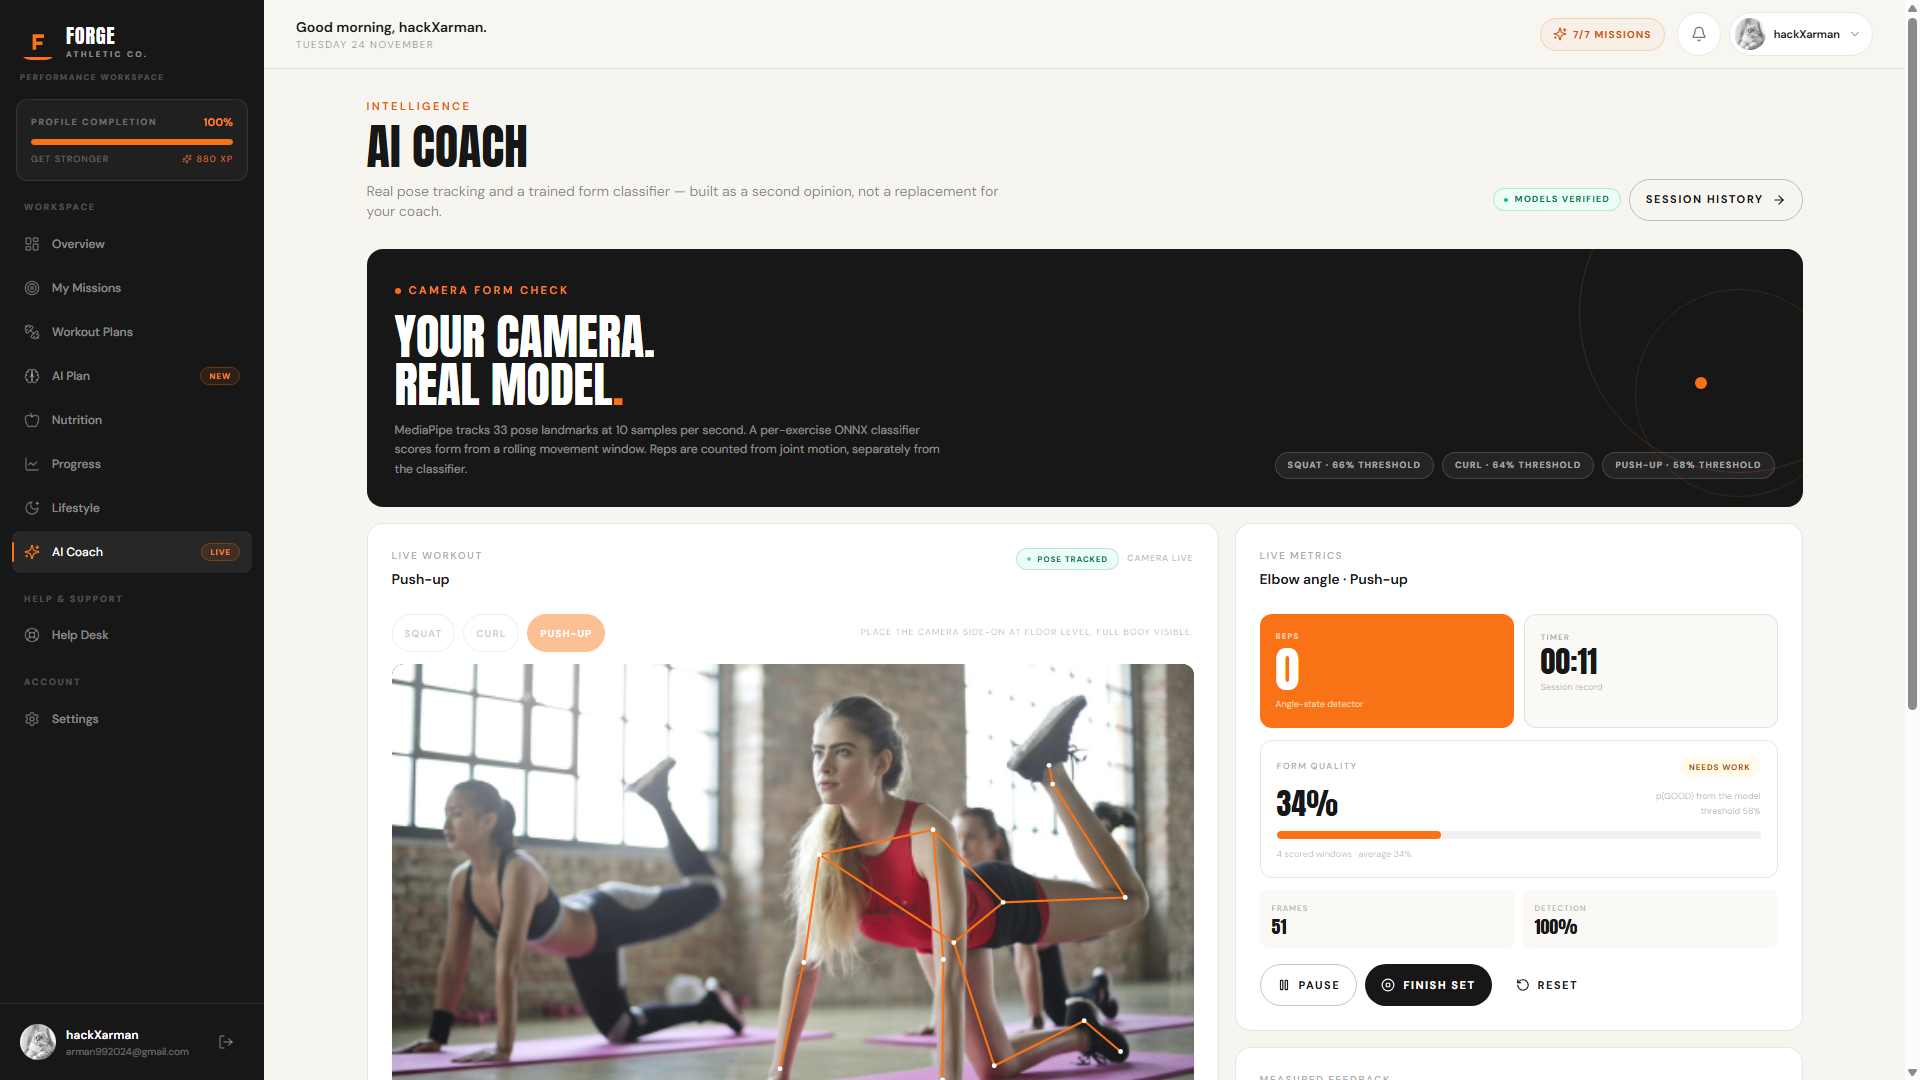 FORGE
ATHLETIC CO.
PERFORMANCE WORKSPACE
PROFILE COMPLETION 100%
GET STRONGER 880 XP
WORKSPACE
Overview
My Missions
Workout Plans
AI Plan NEW
Nutrition
Progress
Lifestyle
AI Coach LIVE
HELP & SUPPORT
Help Desk
ACCOUNT
Settings
hackXarman
arman992024@gmail.com
Good morning, hackXarman.
TUESDAY 24 NOVEMBER
7/7 MISSIONS
hackXarman
INTELLIGENCE
AI COACH
Real pose tracking and a trained form classifier — built as a second opinion, not a replacement for
your coach.
MODELS VERIFIED
SESSION HISTORY
CAMERA FORM CHECK
YOUR CAMERA.
REAL MODEL.
MediaPipe tracks 33 pose landmarks at 10 samples per second. A per-exercise ONNX classifier
scores form from a rolling movement window. Reps are counted from joint motion, separately from
the classifier.
SQUAT · 66% THRESHOLD
CURL · 64% THRESHOLD
PUSH-UP · 58% THRESHOLD
LIVE WORKOUT
Push-up
POSE TRACKED
CAMERA LIVE
SQUAT
CURL
PUSH-UP
PLACE THE CAMERA SIDE-ON AT FLOOR LEVEL, FULL BODY VISIBLE.
LIVE METRICS
Elbow angle · Push-up
REPS
0
Angle-state detector
TIMER
00:11
Session record
FORM QUALITY
NEEDS WORK
34%
p(GOOD) from the model
threshold 58%
4 scored windows · average 34%
FRAMES
51
DETECTION
100%
PAUSE
FINISH SET
RESET
MEASURED FEEDBACK